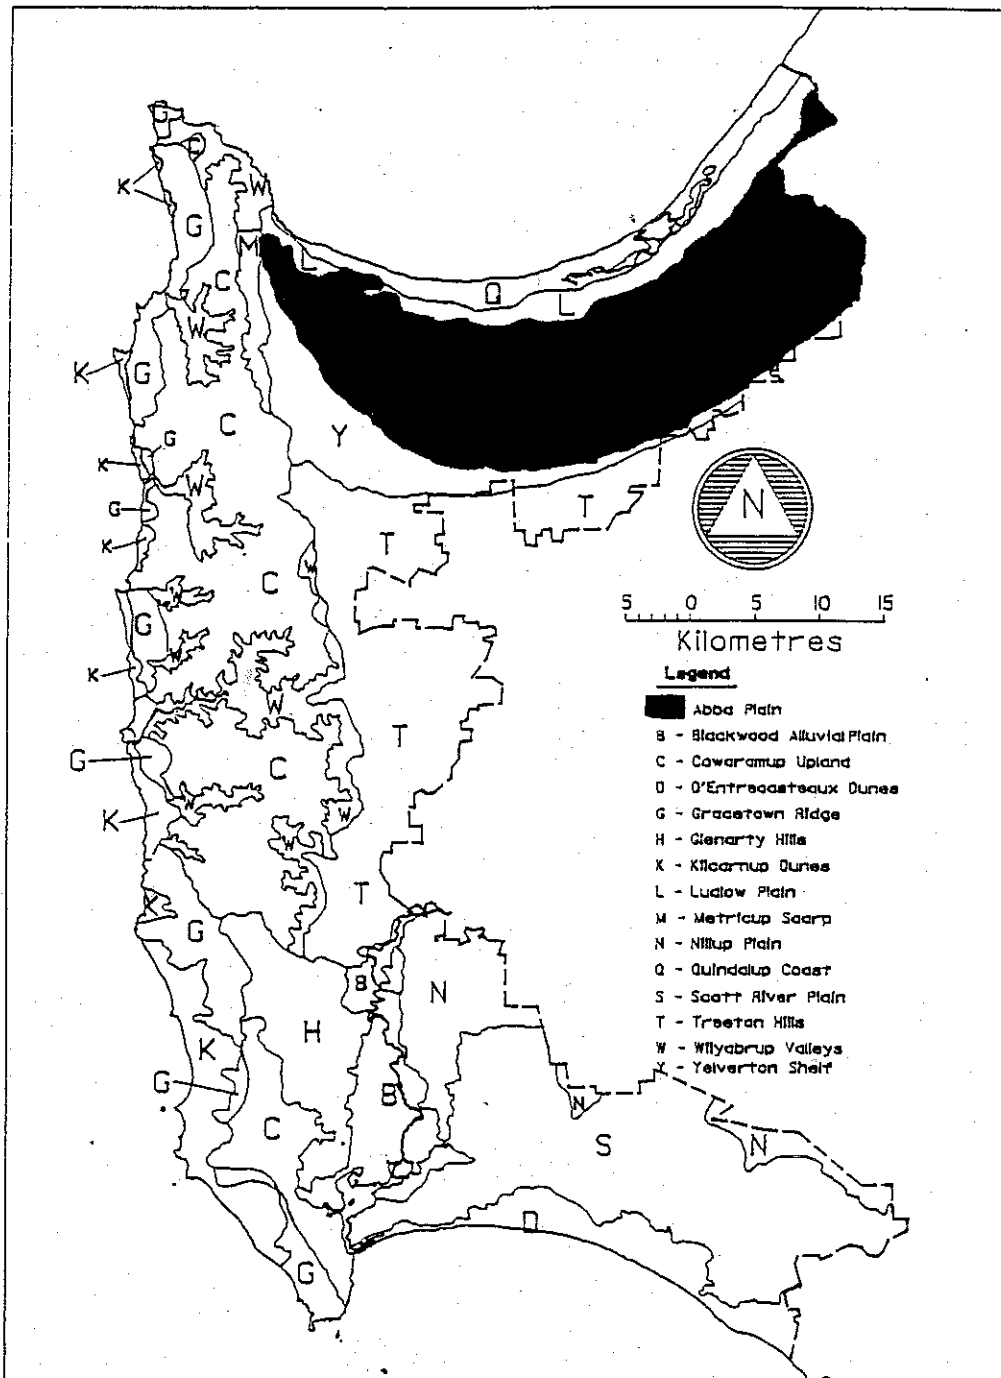 G
C
K
W
G
M
L
C
Q
L
W
K
G
S
C
Y
G
K
W
N
T
G
T
K
W
C
W
5 0 5 10 15
G
Kilometres
W
K
Legend
W
Abba Plain
T
B - Blackwood Alluvial Plain
G
C - Cowaramup Upland
C
D - D'Entrecasteaux Dunes
W
G - Gracetown Ridge
K
W
H - Glenarty Hills
W
K - Kilcarnup Dunes
T
L - Ludlow Plain
K
M - Metricup Scarp
G
N - Nillup Plain
B
N
Q - Quindalup Coast
S - Scott River Plain
H
T - Treeton Hills
K
W - Wilyabrup Valleys
Y - Yelverton Shelf
G
B
N
C
S
N
D
G